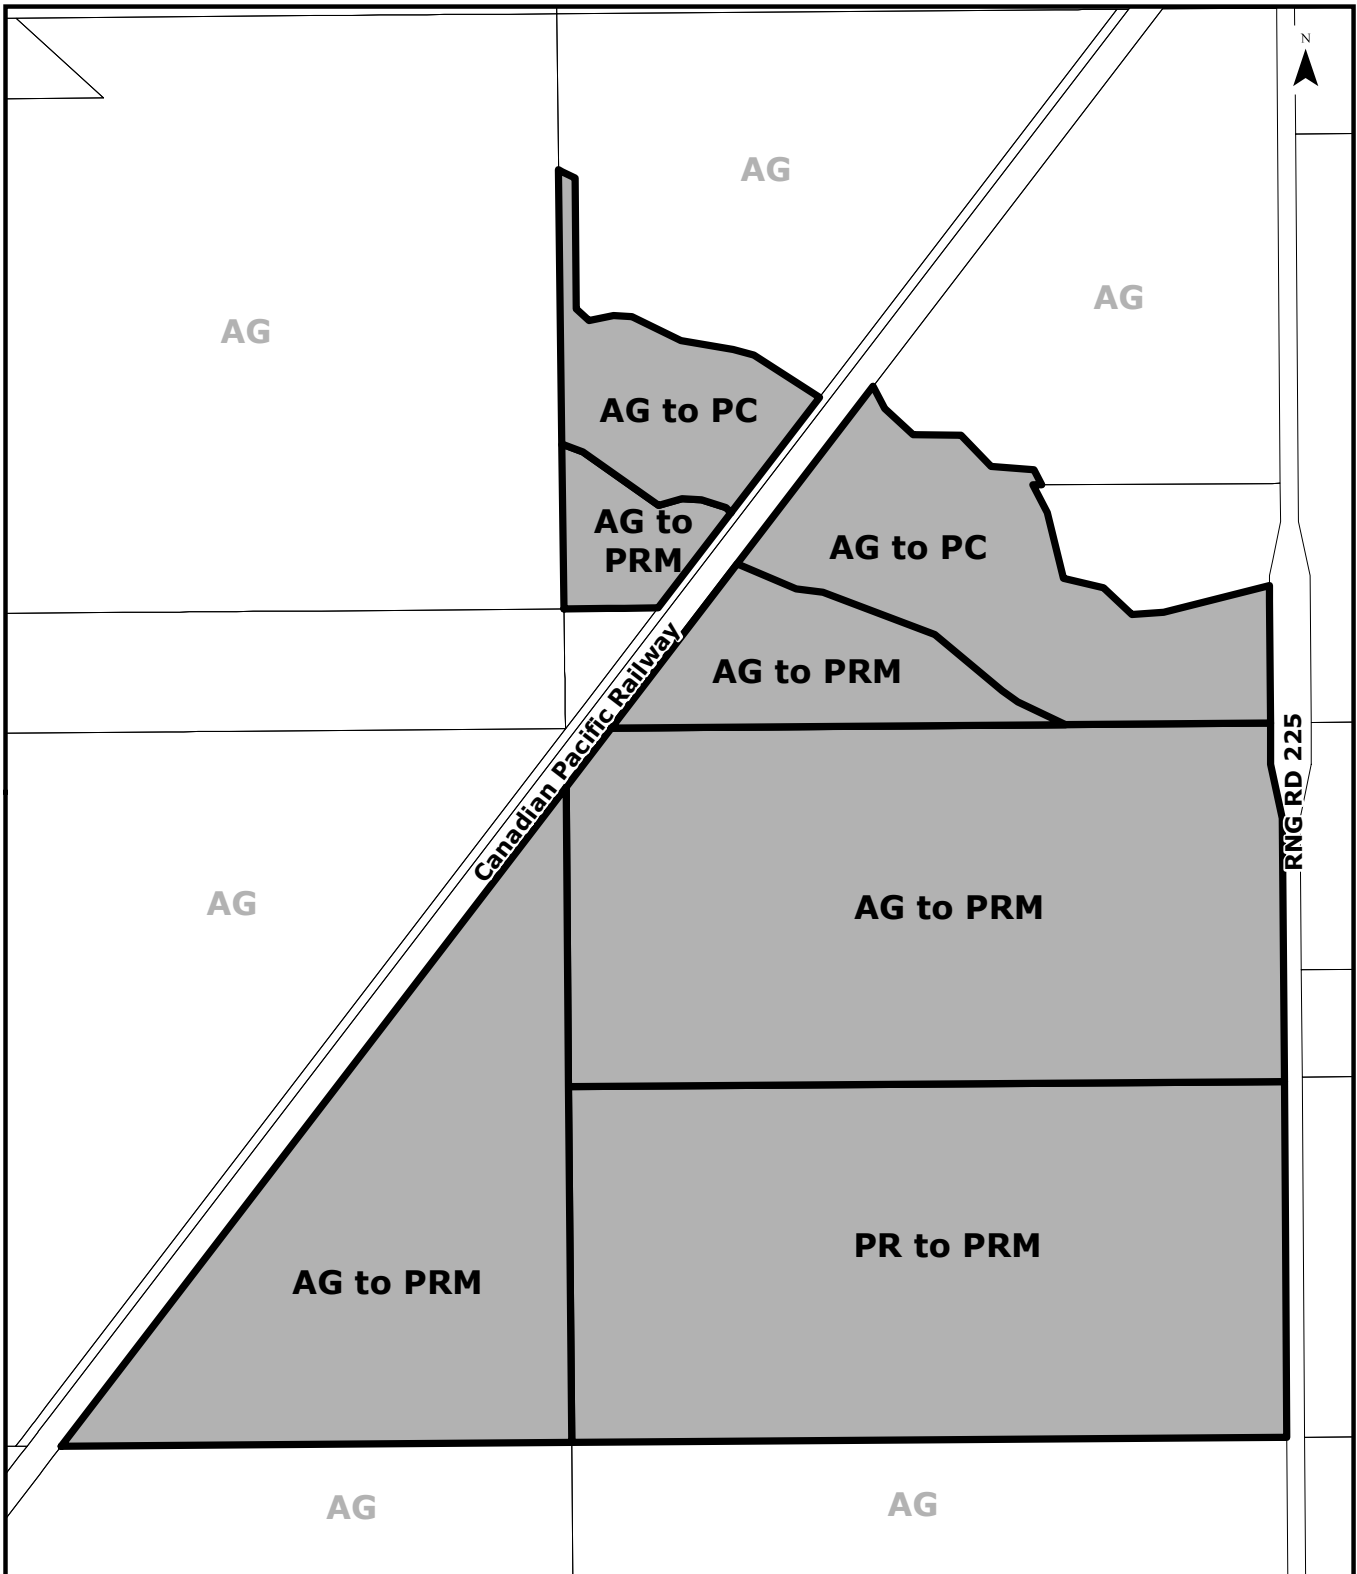 N
AG
AG
AG
AG to PC
AG to
PRM
AG to PC
AG to PRM
Canadian Pacific Railway
RNG RD 225
AG
AG to PRM
PR to PRM
AG to PRM
AG
AG